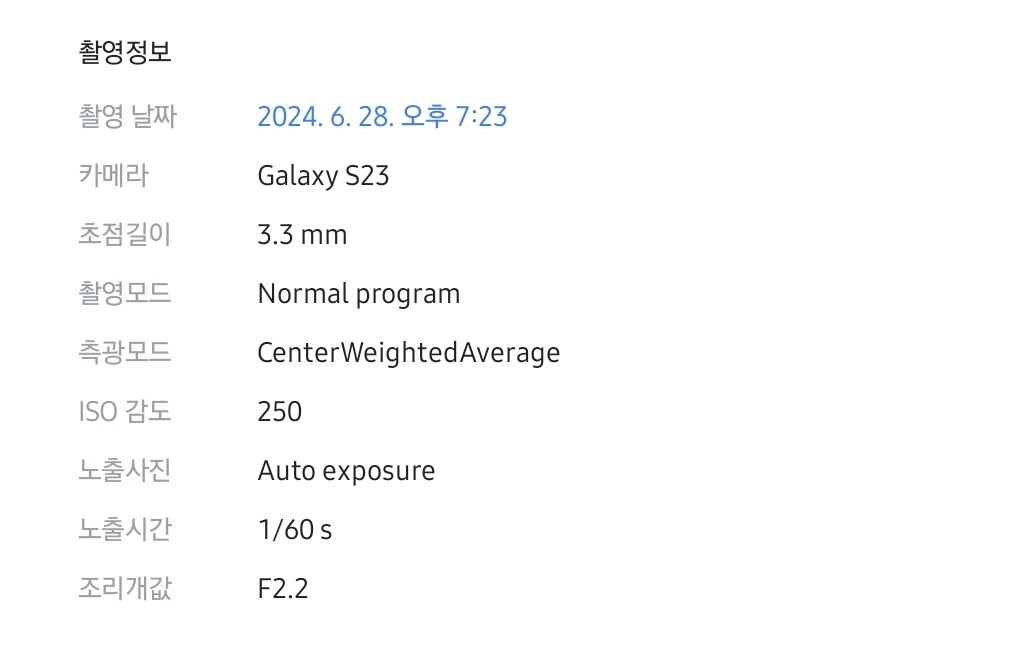 촬영정보
촬영 날짜 2024. 6. 28. 오후 7:23
카메라 Galaxy S23
초점길이 3.3 mm
촬영모드 Normal program
측광모드 CenterWeightedAverage
ISO 감도 250
노출사진 Auto exposure
노출시간 1/60 s
조리개값 F2.2